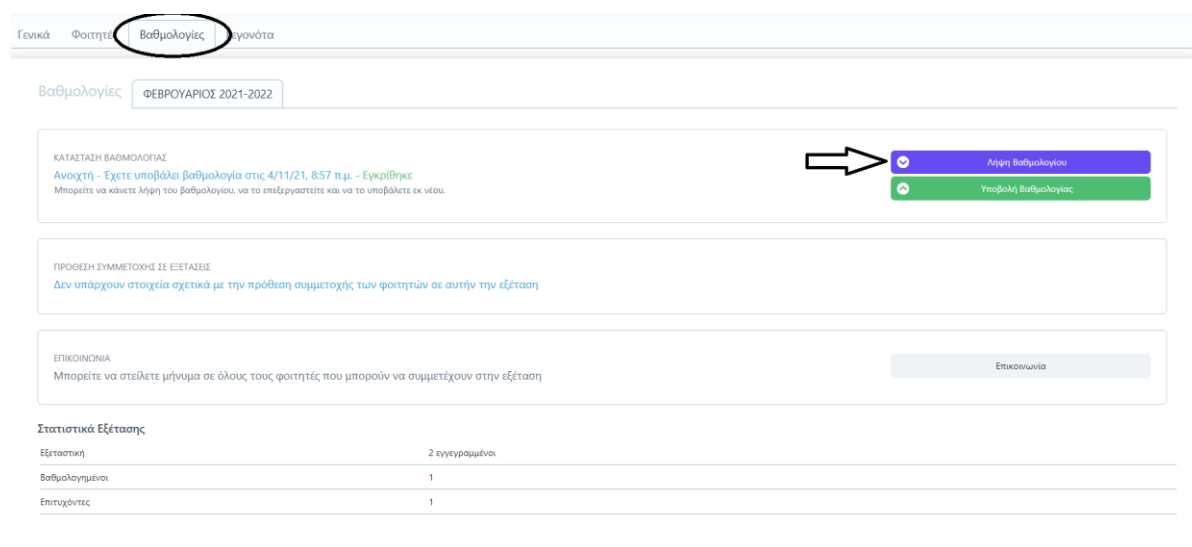 Γενικά Φοιτητέ Βαθμολογίες εγονότα
Βαθμολογίες ΦΕΒΡΟΥΑΡΙΟΣ 2021-2022
ΚΑΤΑΣΤΑΣΗ ΒΑΘΜΟΛΟΓΙΑΣ
Ανοιχτή - Έχετε υποβάλει βαθμολογία στις 4/11/21, 8:57 π.μ. - Εγκρίθηκε
Μπορείτε να κάνετε λήψη του βαθμολογίου, να το επεξεργαστείτε και να το υποβάλετε εκ νέου.
Λήψη Βαθμολογίου
Υποβολή Βαθμολογίας
ΠΡΟΘΕΣΗ ΣΥΜΜΕΤΟΧΗΣ ΣΕ ΕΞΕΤΑΣΕΙΣ
Δεν υπάρχουν στοιχεία σχετικά με την πρόθεση συμμετοχής των φοιτητών σε αυτήν την εξέταση
ΕΠΙΚΟΙΝΩΝΙΑ
Μπορείτε να στείλετε μήνυμα σε όλους τους φοιτητές που μπορούν να συμμετέχουν στην εξέταση
Επικοινωνία
Στατιστικά Εξέτασης
Εξεταστική 2 εγγεγραμμένοι
Βαθμολογημένοι 1
Επιτυχόντες 1